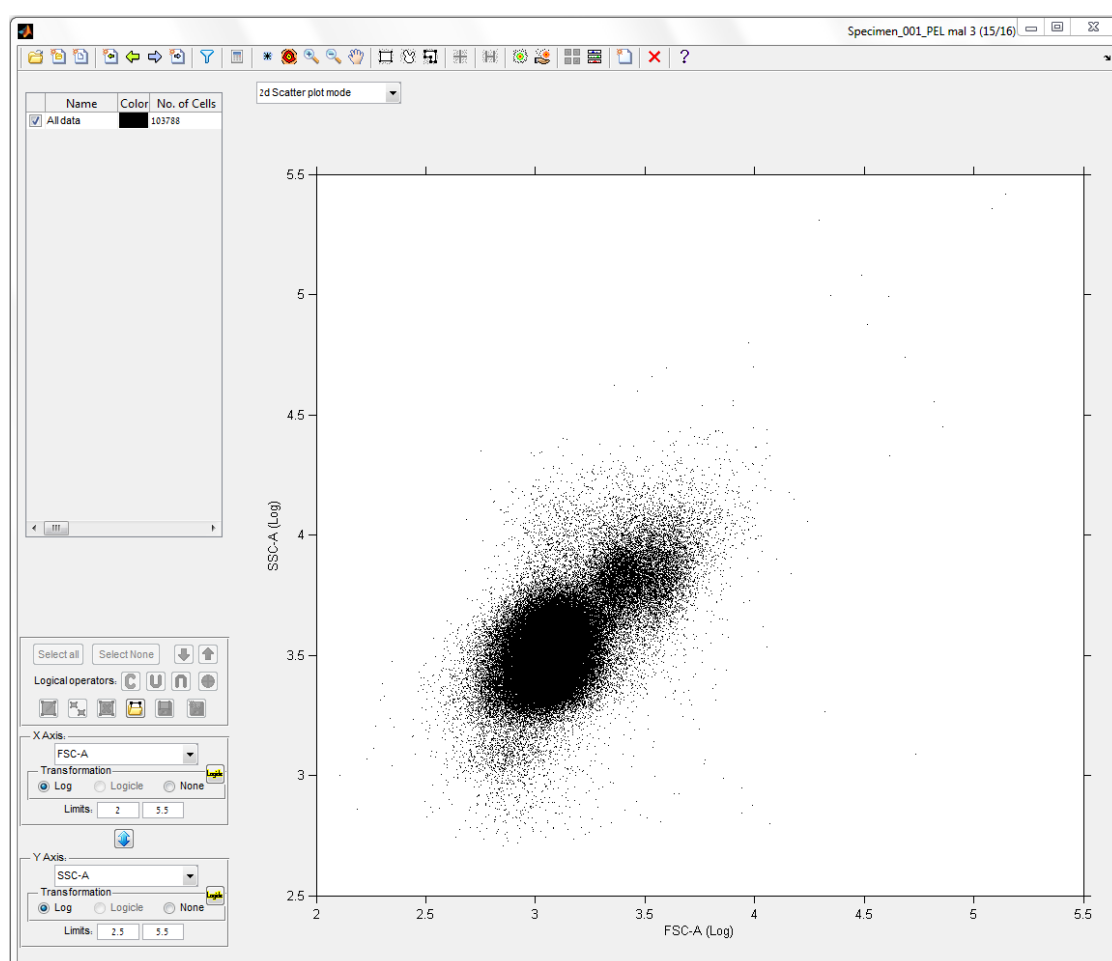 Specimen_001_PEL mal 3 (15/16)
?
Name Color No. of Cells
All data 103788
2d Scatter plot mode
5.5
5
4.5
4
3.5
3
2.5
SSC-A (Log)
2 2.5 3 3.5 4 4.5 5 5.5
FSC-A (Log)
Select all Select None
Logical operators:
X Axis:
FSC-A
Transformation
Logicle
Log Logicle None
Limits: 2 5.5
Y Axis:
SSC-A
Transformation
Logicle
Log Logicle None
Limits: 2.5 5.5